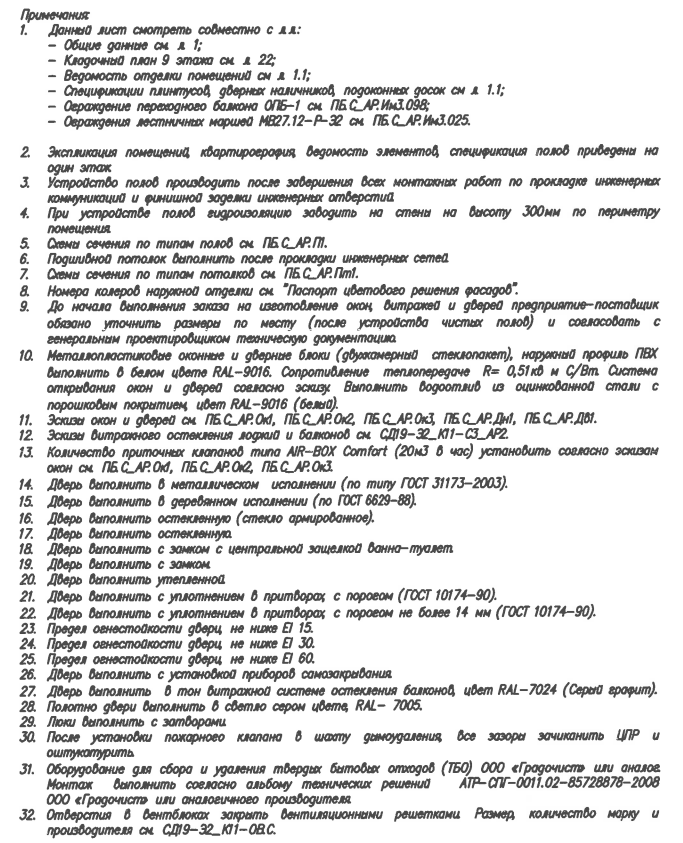 Примечания:
1. Данный лист смотреть совместно с л.л.:
– Общие данные см. л. 1;
– Кладочный план 9 этажа см. л. 22;
– Ведомость отделки помещений см л. 1.1;
– Спецификации плинтусов, дверных наличников, подоконных досок см л. 1.1;
– Ограждение переходного балкона ОПБ-1 см. ПБ.С_АР.ИмЗ.098;
– Ограждения лестничных маршей МВ27.12-Р-32 см. ПБ.С_АР.ИмЗ.025.
2. Экспликация помещений, квартирография, ведомость элементов, спецификация полов приведены на
один этаж.
3. Устройство полов производить после завершения всех монтажных работ по прокладке инженерных
коммуникаций и финишной заделки инженерных отверстий.
4. При устройстве полов гидроизоляцию заводить на стены на высоту 300мм по периметру
помещения.
5. Схемы сечения по типам полов см. ПБ.С_АР.П1.
6. Подшивной потолок выполнить после прокладки инженерных сетей.
7. Схемы сечения по типам потолков см. ПБ.С_АР.Пт1.
8. Номера колеров наружной отделки см. "Паспорт цветового решения фасадов".
9. До начала выполнения заказа на изготовление окон, витражей и дверей предприятие-поставщик
обязано уточнить размеры по месту (после устройства чистых полов) и согласовать с
генеральным проектировщиком техническую документацию.
10. Металлопластиковые оконные и дверные блоки (двухкамерный стеклопакет), наружный профиль ПВХ
выполнить в белом цвете RAL-9016. Сопротивление теплопередаче R= 0,51кв м С/Вт. Система
открывания окон и дверей согласно эскизу. Выполнить водоотлив из оцинкованной стали с
порошковым покрытием, цвет RAL-9016 (белый).
11. Эскизы окон и дверей см. ПБ.С_АР.Ок1, ПБ.С_АР.Ок2, ПБ.С_АР.Ок3, ПБ.С_АР.Дн1, ПБ.С_АР.ДВ1.
12. Эскизы витражного остекления лоджий и балконов см. СД19-32_К11-С3_АР2.
13. Количество приточных клапанов типа AIR-BOX Comfort (20м3 в час) установить согласно эскизам
окон см. ПБ.С_АР.Ок1, ПБ.С_АР.Ок2, ПБ.С_АР.Ок3.
14. Дверь выполнить в металлическом исполнении (по типу ГОСТ 31173-2003).
15. Дверь выполнить в деревянном исполнении (по ГОСТ 6629-88).
16. Дверь выполнить остекленную (стекло армированное).
17. Дверь выполнить остекленную.
18. Дверь выполнить с замком с центральной защелкой ванна-туалет.
19. Дверь выполнить с замком.
20. Дверь выполнить утепленной.
21. Дверь выполнить с уплотнением в притворах, с порогом (ГОСТ 10174-90).
22. Дверь выполнить с уплотнением в притворах, с порогом не более 14 мм (ГОСТ 10174-90).
23. Предел огнестойкости двери, не ниже EI 15.
24. Предел огнестойкости двери, не ниже EI 30.
25. Предел огнестойкости двери, не ниже EI 60.
26. Дверь выполнить с установкой приборов самозакрывания.
27. Дверь выполнить в тон витражной системе остекления балконов, цвет RAL-7024 (Серый графит).
28. Полотно двери выполнить в светло сером цвете, RAL- 7005.
29. Люки выполнить с затворами.
30. После установки пожарного клапана в шахту дымоудаления, все зазоры зачиканить ЦПР и
оштукатурить.
31. Оборудование для сбора и удаления твердых бытовых отходов (ТБО) ООО «Градочист» или аналог.
Монтаж выполнить согласно альбому технических решений АТР-СПГ-0011.02-85728878-2008
ООО «Градочист» или аналогичного производителя.
32. Отверстия в вентблоках закрыть вентиляционными решетками. Размер, количество марку и
производителя см. СД19-32_К11-ОВ.С.